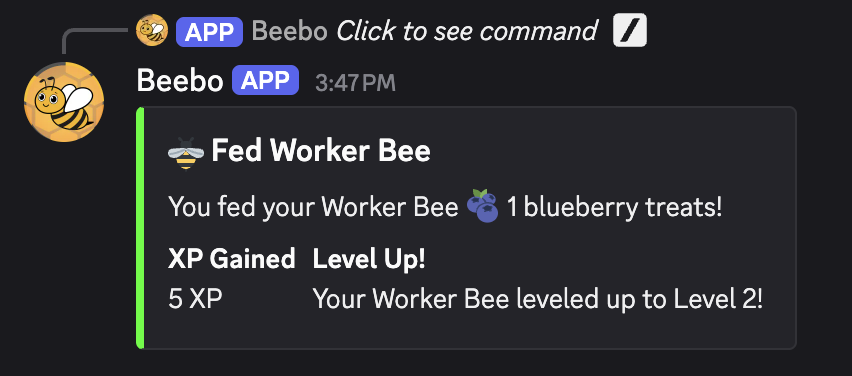 APP Beebo Click to see command /
Beebo APP 3:47 PM
Fed Worker Bee
You fed your Worker Bee 1 blueberry treats!
XP Gained Level Up!
5 XP Your Worker Bee leveled up to Level 2!